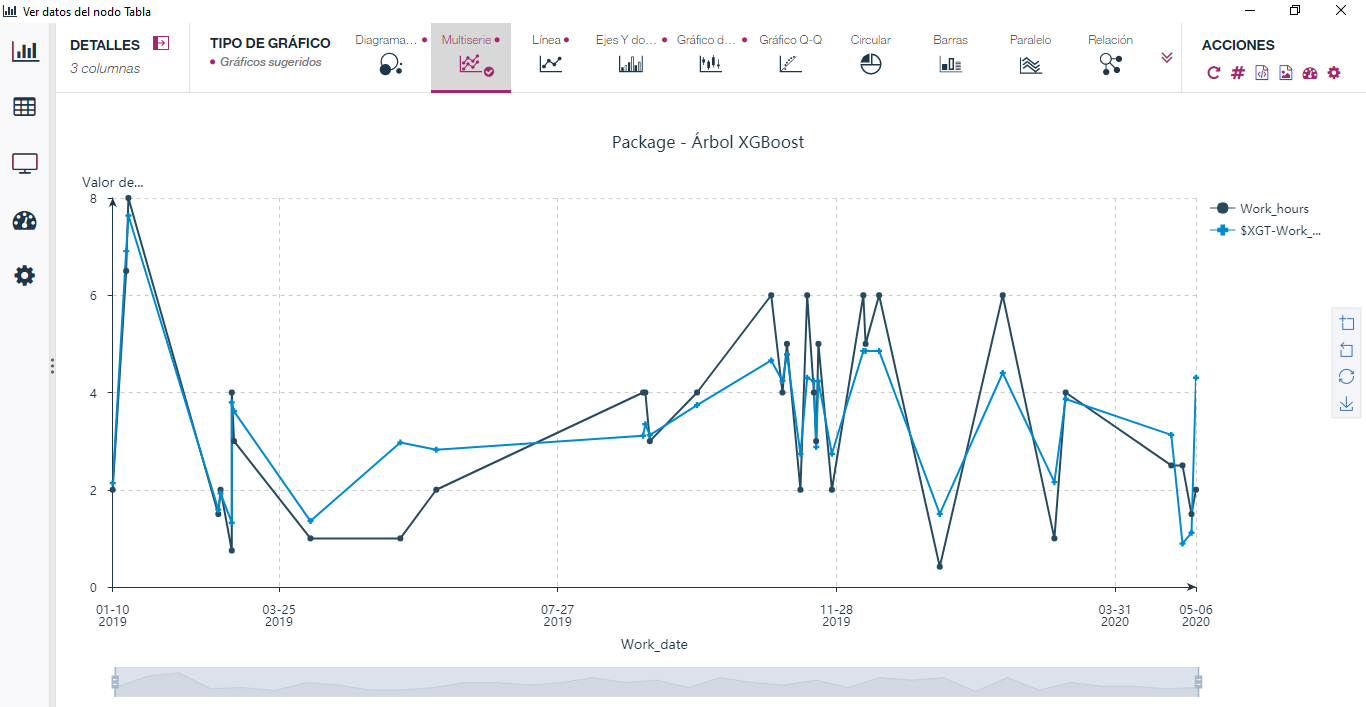 Ver datos del nodo Tabla
DETALLES
3 columnas
TIPO DE GRÁFICO
• Gráficos sugeridos
Diagrama... •
Multiserie •
Línea •
Ejes Y do... •
Gráfico d... •
Gráfico Q-Q
Circular
Barras
Paralelo
Relación
ACCIONES
Package - Árbol XGBoost
Valor de...
8
6
4
2
0
Work_hours
$XGT-Work_...
01-10
2019
03-25
2019
07-27
2019
11-28
2019
03-31
2020
05-06
2020
Work_date